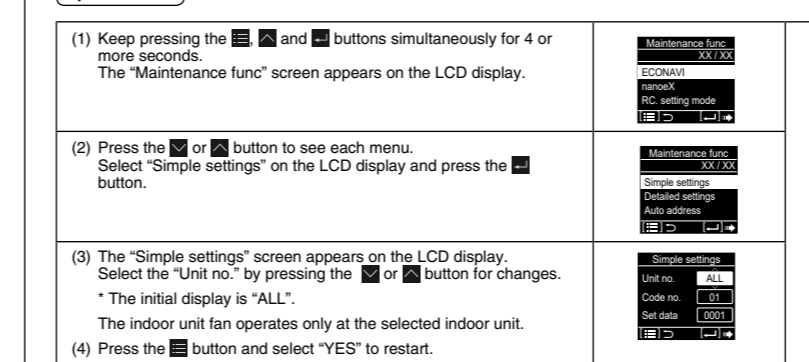 (1) Keep pressing the , and buttons simultaneously for 4 or
more seconds.
The “Maintenance func” screen appears on the LCD display.
Maintenance func
XX / XX
ECONAVI
nanoeX
RC. setting mode
[ ] [ ]
(2) Press the or button to see each menu.
Select “Simple settings” on the LCD display and press the
button.
Maintenance func
XX / XX
Simple settings
Detailed settings
Auto address
[ ] [ ]
(3) The “Simple settings” screen appears on the LCD display.
Select the “Unit no.” by pressing the or button for changes.
* The initial display is “ALL”.
The indoor unit fan operates only at the selected indoor unit.
(4) Press the button and select “YES” to restart.
Simple settings
Unit no. ALL
Code no. 01
Set data 0001
[ ] [ ]